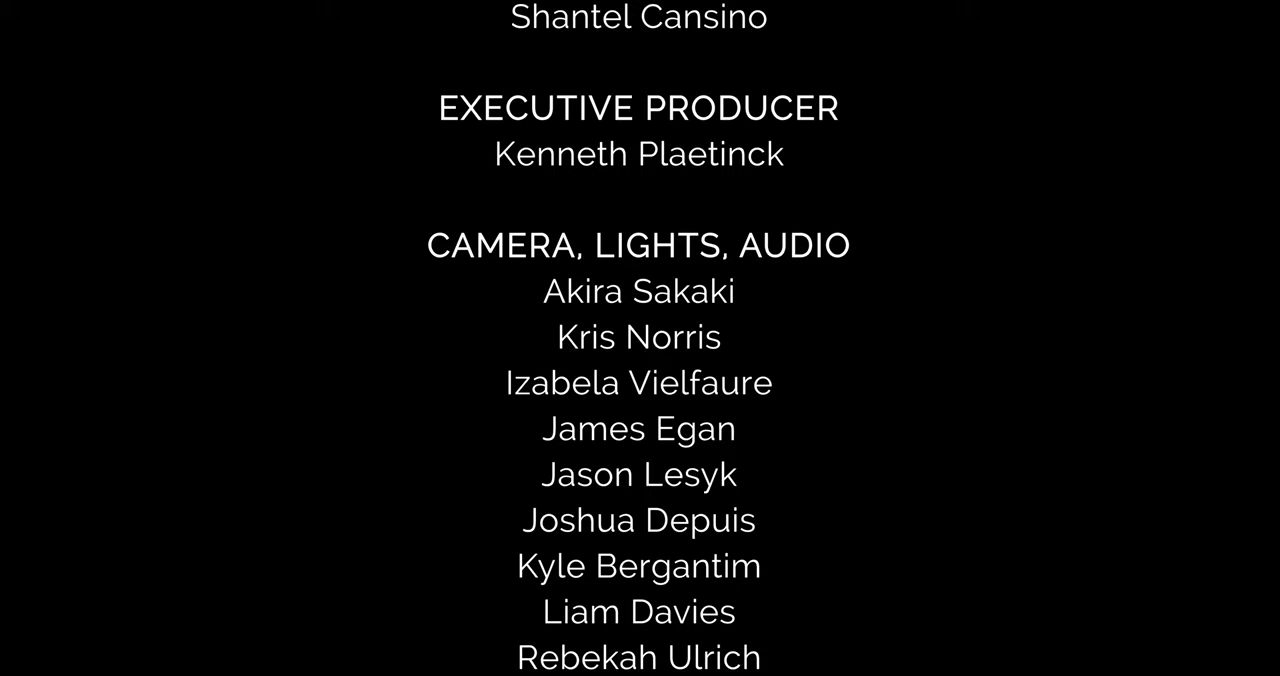 Shantel Cansino
EXECUTIVE PRODUCER
Kenneth Plaetinck
CAMERA, LIGHTS, AUDIO
Akira Sakaki
Kris Norris
Izabela Vielfaure
James Egan
Jason Lesyk
Joshua Depuis
Kyle Bergantim
Liam Davies
Rebekah Ulrich